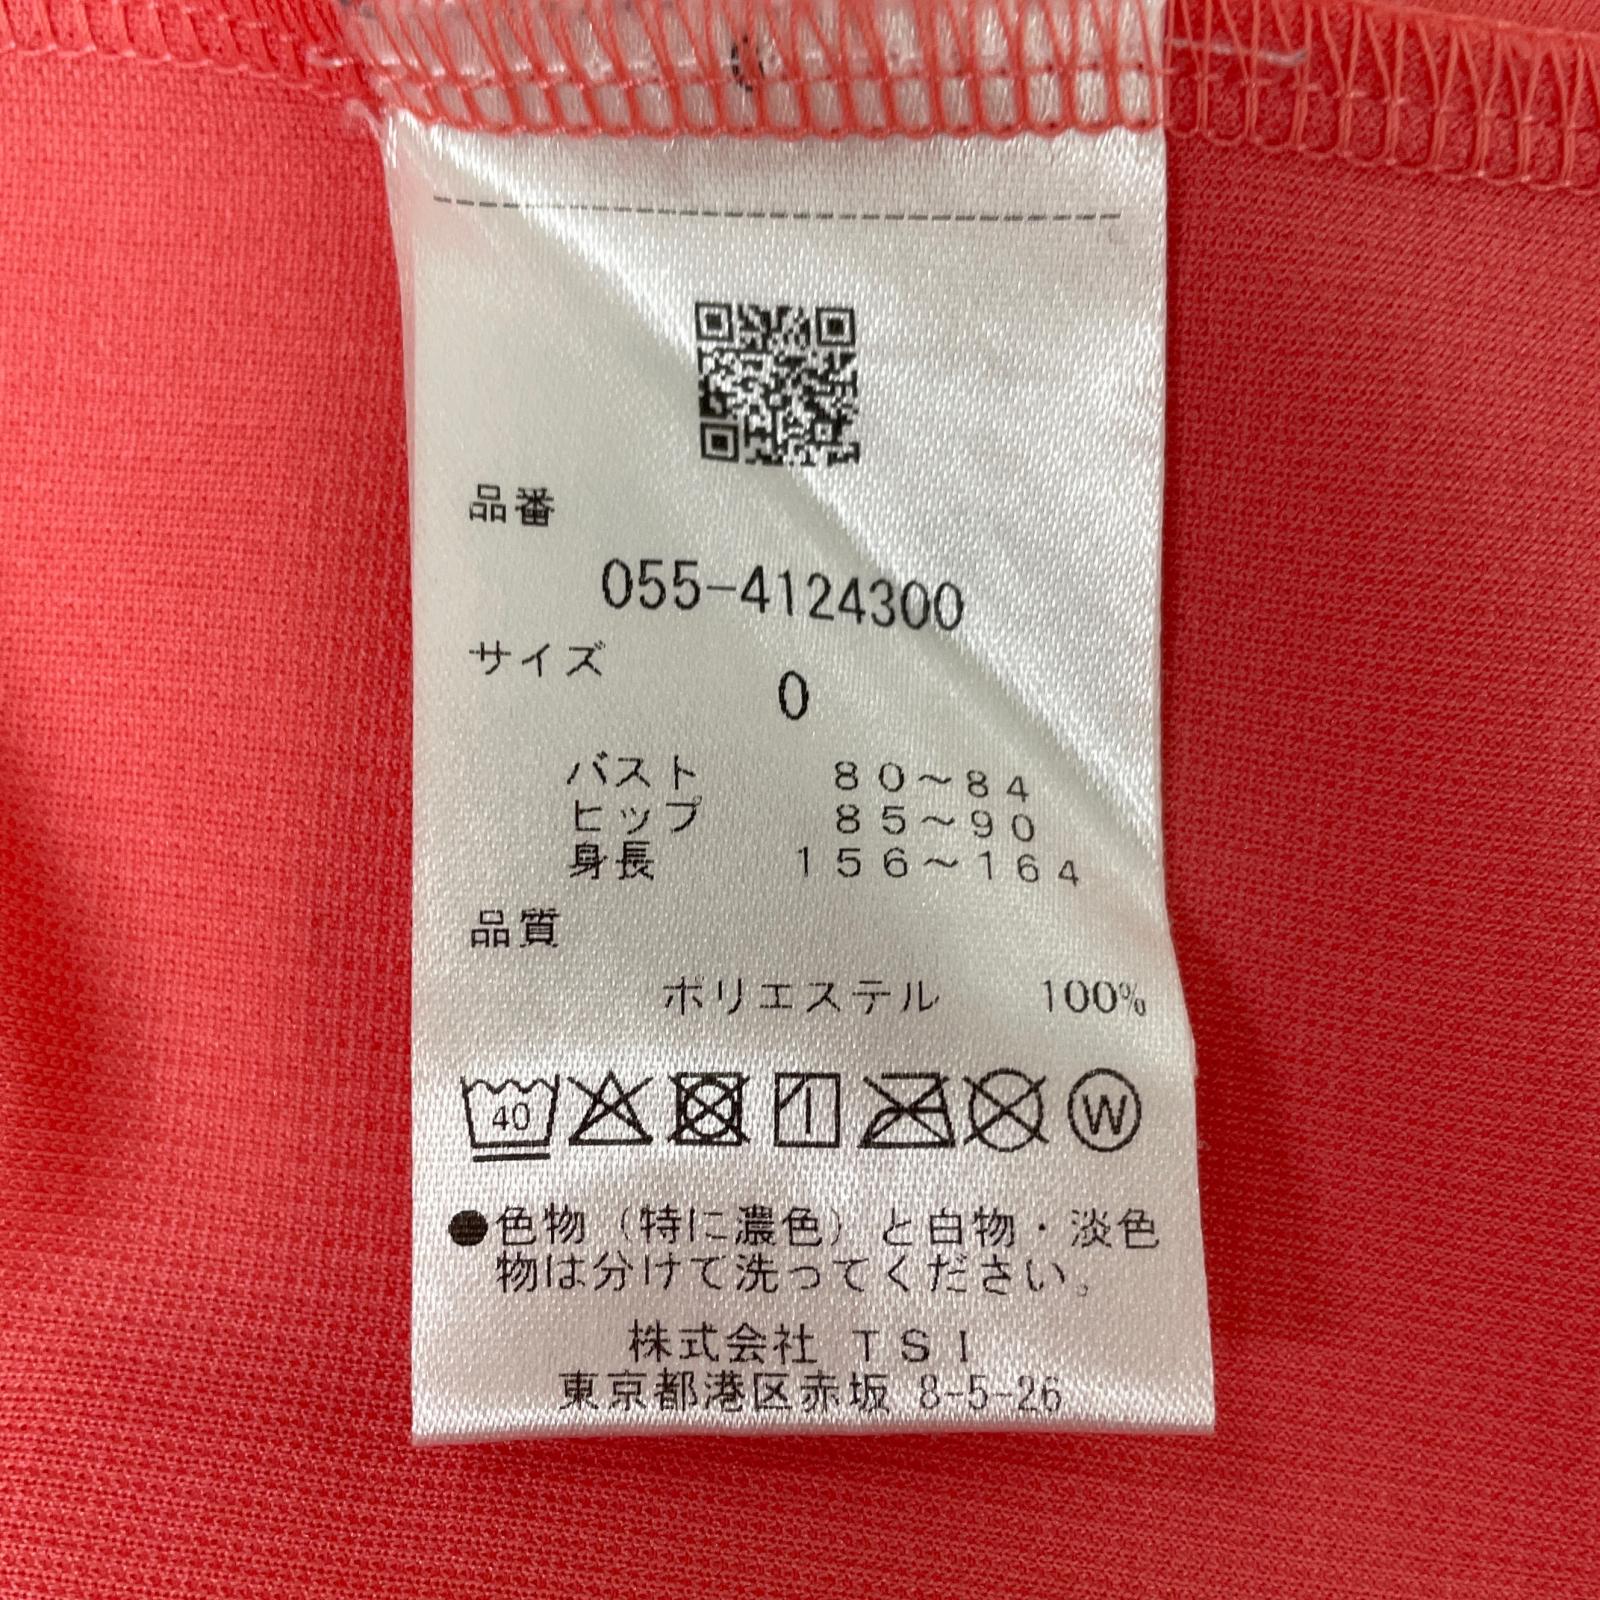 品番
055-4124300
サイズ
0
バスト 80～84
ヒップ 85～90
身長 156～164
品質
ポリエステル 100%
40
W
●色物（特に濃色）と白物・淡色
物は分けて洗ってください。
株式会社 TSI
東京都港区赤坂 8-5-26